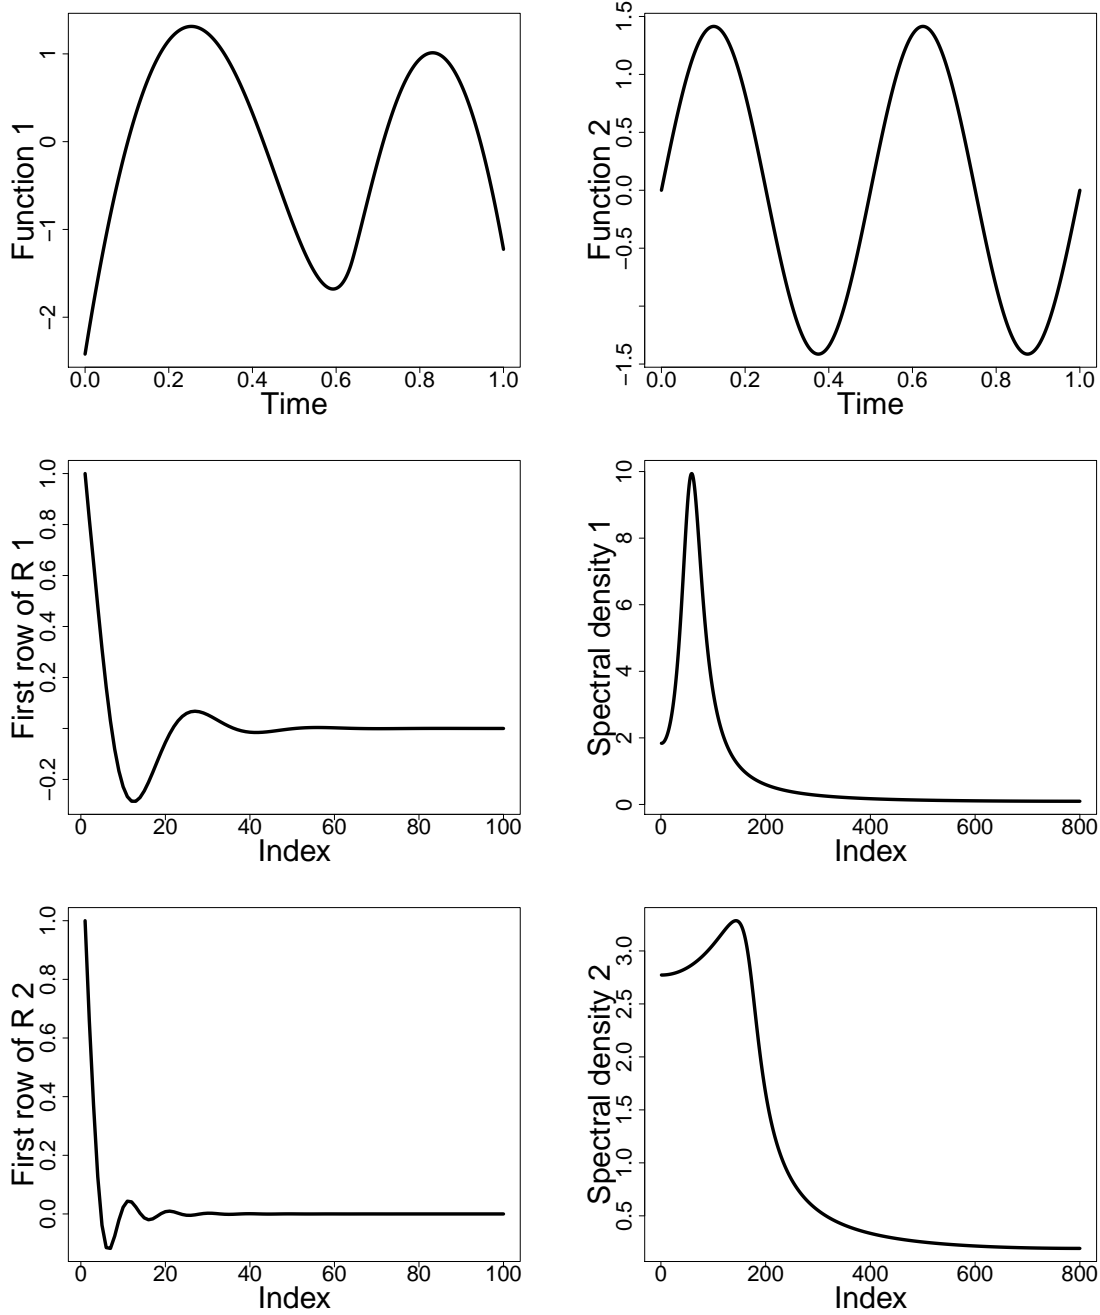 Function 1
1
0
−1
−2
0.0 0.2 0.4 0.6 0.8 1.0
Time
Function 2
1.5
1.0
0.5
0.0
−0.5
−1.5
0.0 0.2 0.4 0.6 0.8 1.0
Time
First row of R 1
1.0
0.8
0.6
0.4
0.2
−0.2
0 20 40 60 80 100
Index
Spectral density 1
10
8
6
4
2
0
0 200 400 600 800
Index
First row of R 2
1.0
0.8
0.6
0.4
0.2
0.0
0 20 40 60 80 100
Index
Spectral density 2
3.0
2.5
2.0
1.5
1.0
0.5
0 200 400 600 800
Index